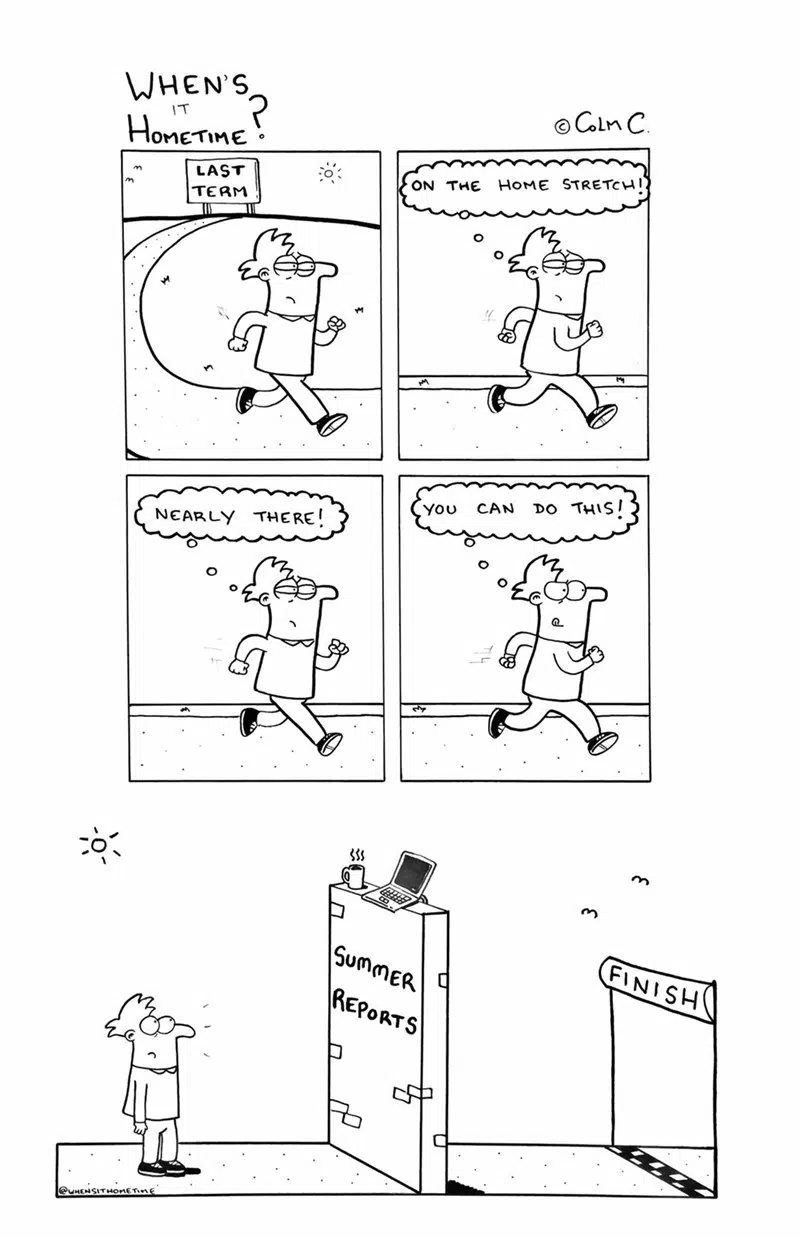 WHEN'S
IT
HOMETIME?
© COLM C.
LAST
TERM
ON THE HOME STRETCH!
NEARLY THERE!
YOU CAN DO THIS!
SUMMER
REPORTS
FINISH
@WHENSITHOMETIME